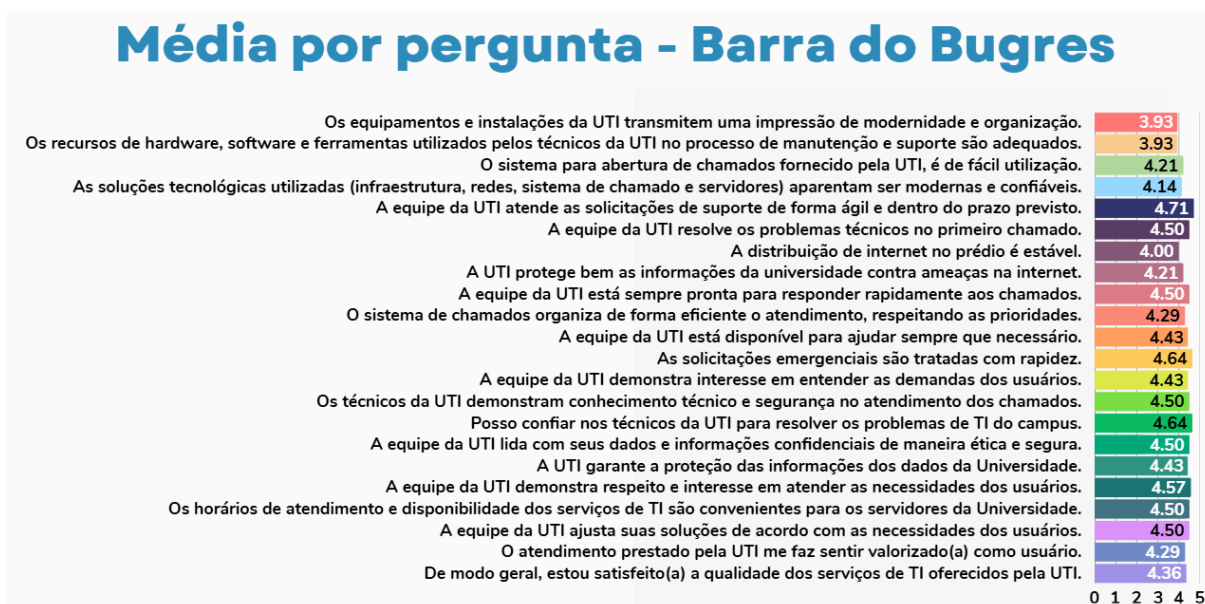 Média por pergunta - Barra do Bugres
Os equipamentos e instalações da UTI transmitem uma impressão de modernidade e organização. 3.93
Os recursos de hardware, software e ferramentas utilizados pelos técnicos da UTI no processo de manutenção e suporte são adequados. 3.93
O sistema para abertura de chamados fornecido pela UTI, é de fácil utilização. 4.21
As soluções tecnológicas utilizadas (infraestrutura, redes, sistema de chamado e servidores) aparentam ser modernas e confiáveis. 4.14
A equipe da UTI atende as solicitações de suporte de forma ágil e dentro do prazo previsto. 4.71
A equipe da UTI resolve os problemas técnicos no primeiro chamado. 4.50
A distribuição de internet no prédio é estável. 4.00
A UTI protege bem as informações da universidade contra ameaças na internet. 4.21
A equipe da UTI está sempre pronta para responder rapidamente aos chamados. 4.50
O sistema de chamados organiza de forma eficiente o atendimento, respeitando as prioridades. 4.29
A equipe da UTI está disponível para ajudar sempre que necessário. 4.43
As solicitações emergenciais são tratadas com rapidez. 4.64
A equipe da UTI demonstra interesse em entender as demandas dos usuários. 4.43
Os técnicos da UTI demonstram conhecimento técnico e segurança no atendimento dos chamados. 4.50
Posso confiar nos técnicos da UTI para resolver os problemas de TI do campus. 4.64
A equipe da UTI lida com seus dados e informações confidenciais de maneira ética e segura. 4.50
A UTI garante a proteção das informações dos dados da Universidade. 4.43
A equipe da UTI demonstra respeito e interesse em atender as necessidades dos usuários. 4.57
Os horários de atendimento e disponibilidade dos serviços de TI são convenientes para os servidores da Universidade. 4.50
A equipe da UTI ajusta suas soluções de acordo com as necessidades dos usuários. 4.50
O atendimento prestado pela UTI me faz sentir valorizado(a) como usuário. 4.29
De modo geral, estou satisfeito(a) a qualidade dos serviços de TI oferecidos pela UTI. 4.36
0 1 2 3 4 5